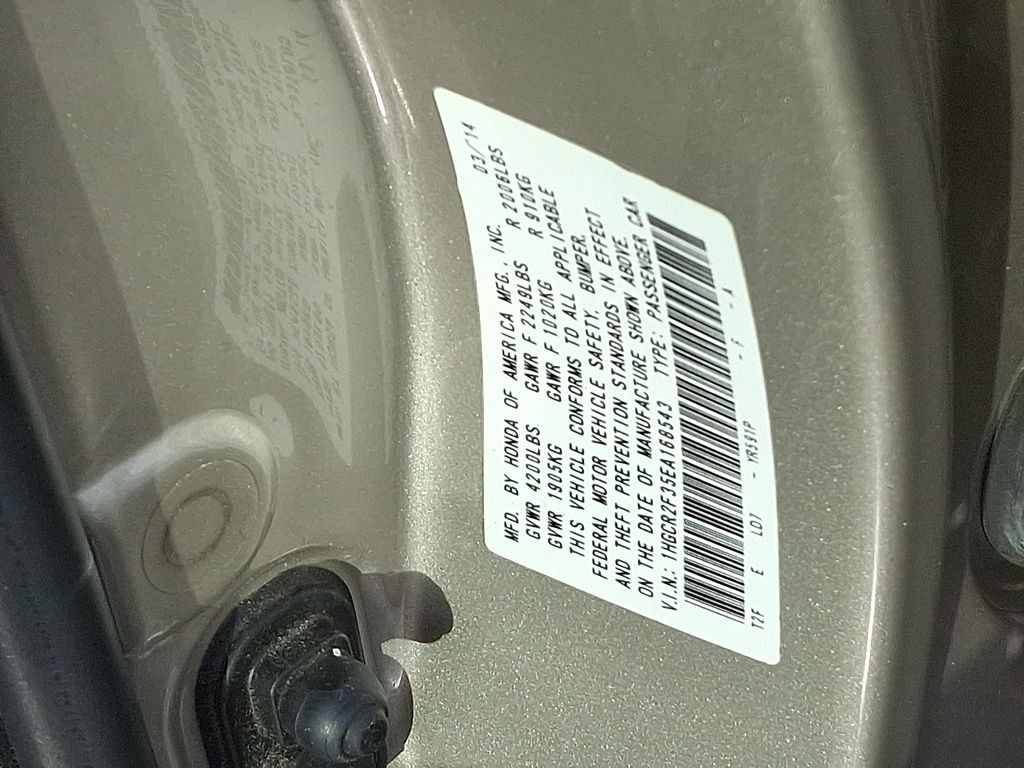 MFD. BY HONDA OF AMERICA MFG., INC. 03/14
GVWR 4200LBS GAWR F 2249LBS R 2006LBS
GVWR 1905KG GAWR F 1020KG R 910KG
THIS VEHICLE CONFORMS TO ALL APPLICABLE
FEDERAL MOTOR VEHICLE SAFETY, BUMPER,
AND THEFT PREVENTION STANDARDS IN EFFECT
ON THE DATE OF MANUFACTURE SHOWN ABOVE.
V.I.N.: 1HGCR2F35EA188543 TYPE: PASSENGER CAR
T2F E LD7 - YR591P - F - A